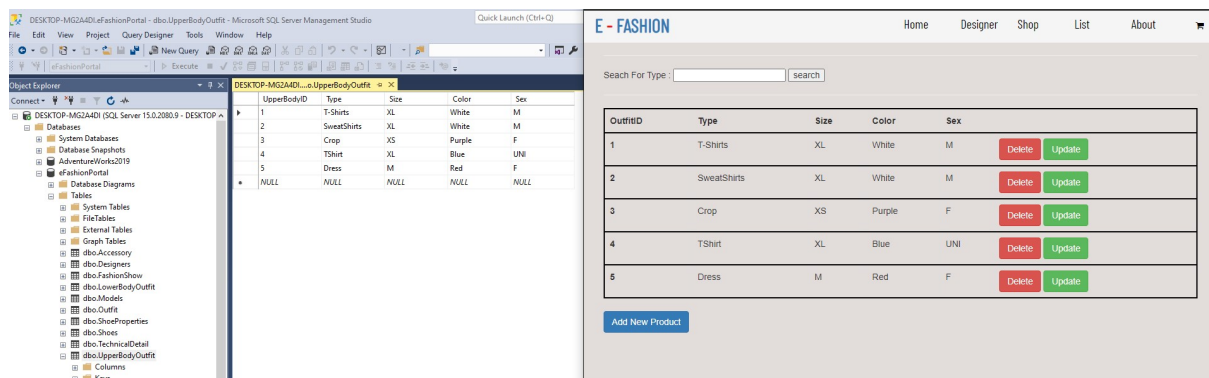 DESKTOP-MG2A4DI.eFashionPortal - dbo.UpperBodyOutfit - Microsoft SQL Server Management Studio
Quick Launch (Ctrl+Q)
File Edit View Project Query Designer Tools Window Help
New Query
eFashionPortal
Execute
Object Explorer
Connect
DESKTOP-MG2A4DI (SQL Server 15.0.2080.9 - DESKTOP
Databases
System Databases
Database Snapshots
AdventureWorks2019
eFashionPortal
Database Diagrams
Tables
System Tables
FileTables
External Tables
Graph Tables
dbo.Accessory
dbo.Designers
dbo.FashionShow
dbo.LowerBodyOutfit
dbo.Models
dbo.Outfit
dbo.ShoeProperties
dbo.Shoes
dbo.TechnicalDetail
dbo.UpperBodyOutfit
Columns
DESKTOP-MG2A4DI....o.UpperBodyOutfit
UpperBodyID Type Size Color Sex
1 T-Shirts XL White M
2 SweatShirts XL White M
3 Crop XS Purple F
4 TShirt XL Blue UNI
5 Dress M Red F
NULL NULL NULL NULL NULL
E - FASHION Home Designer Shop List About
Seach For Type : search
OutfitID Type Size Color Sex
1 T-Shirts XL White M Delete Update
2 SweatShirts XL White M Delete Update
3 Crop XS Purple F Delete Update
4 TShirt XL Blue UNI Delete Update
5 Dress M Red F Delete Update
Add New Product